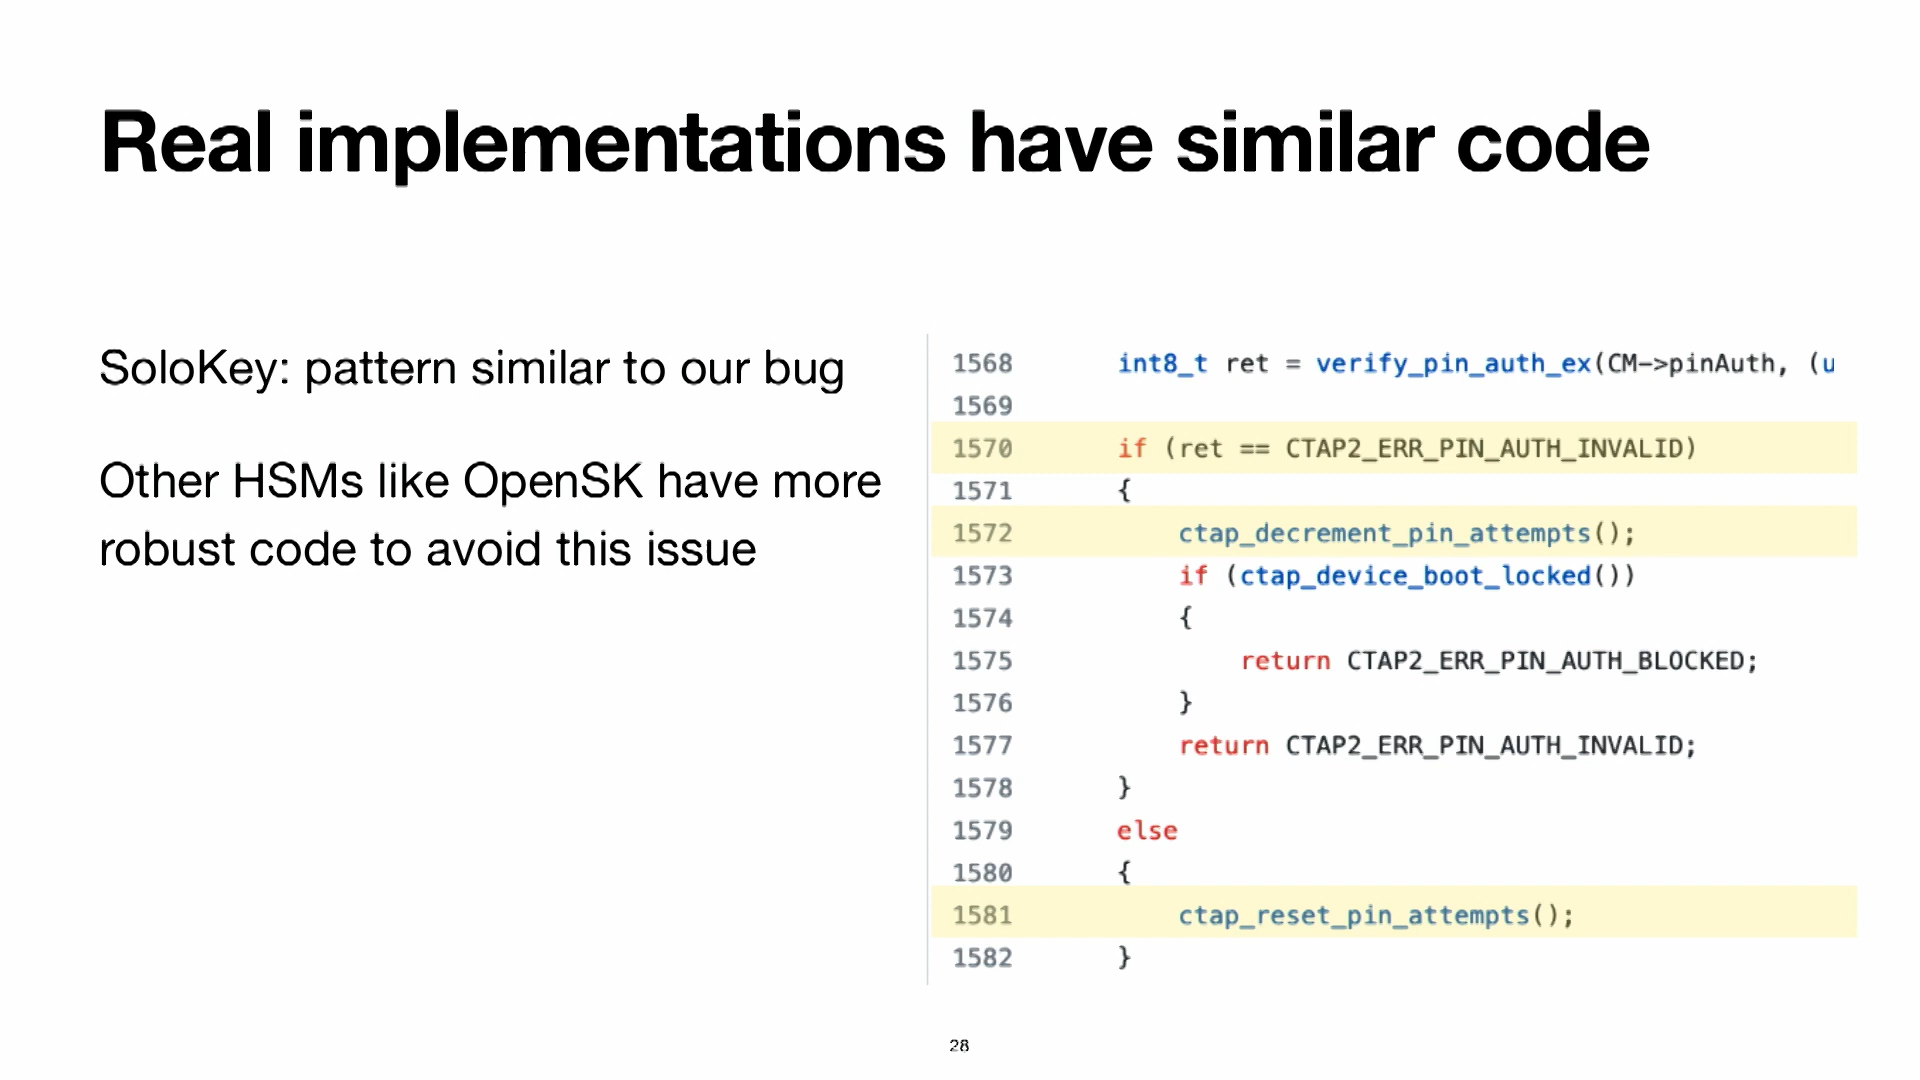 Real implementations have similar code
SoloKey: pattern similar to our bug
Other HSMs like OpenSK have more
robust code to avoid this issue
1568 int8_t ret = verify_pin_auth_ex(CM->pinAuth, (u
1569
1570 if (ret == CTAP2_ERR_PIN_AUTH_INVALID)
1571 {
1572 ctap_decrement_pin_attempts();
1573 if (ctap_device_boot_locked())
1574 {
1575 return CTAP2_ERR_PIN_AUTH_BLOCKED;
1576 }
1577 return CTAP2_ERR_PIN_AUTH_INVALID;
1578 }
1579 else
1580 {
1581 ctap_reset_pin_attempts();
1582 }
28